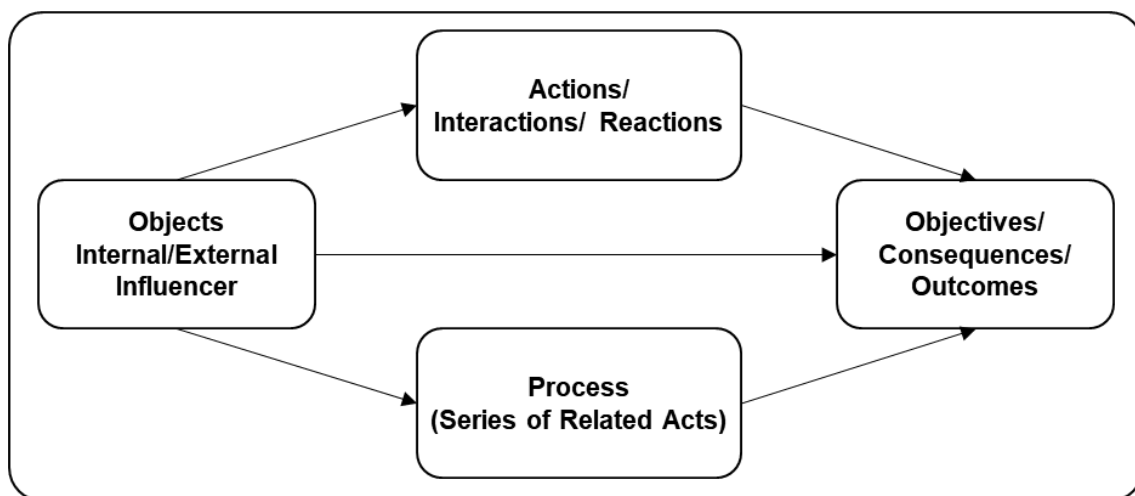 Actions/
Interactions/ Reactions
Objects
Internal/External
Influencer
Objectives/
Consequences/
Outcomes
Process
(Series of Related Acts)